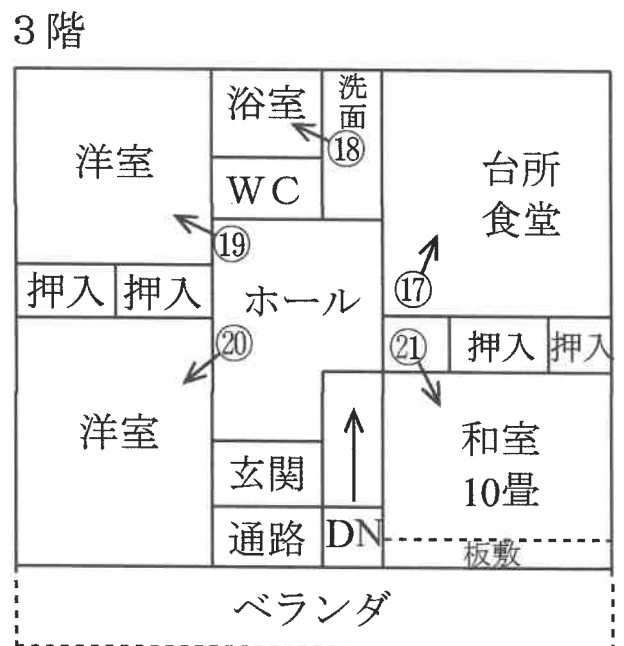 3階
浴室
洗面
洋室
⑱
台所
食堂
WC
⑲
⑰
押入
押入
ホール
⑳
㉑
押入
押入
洋室
和室
10畳
玄関
通路
DN
板敷
ベランダ